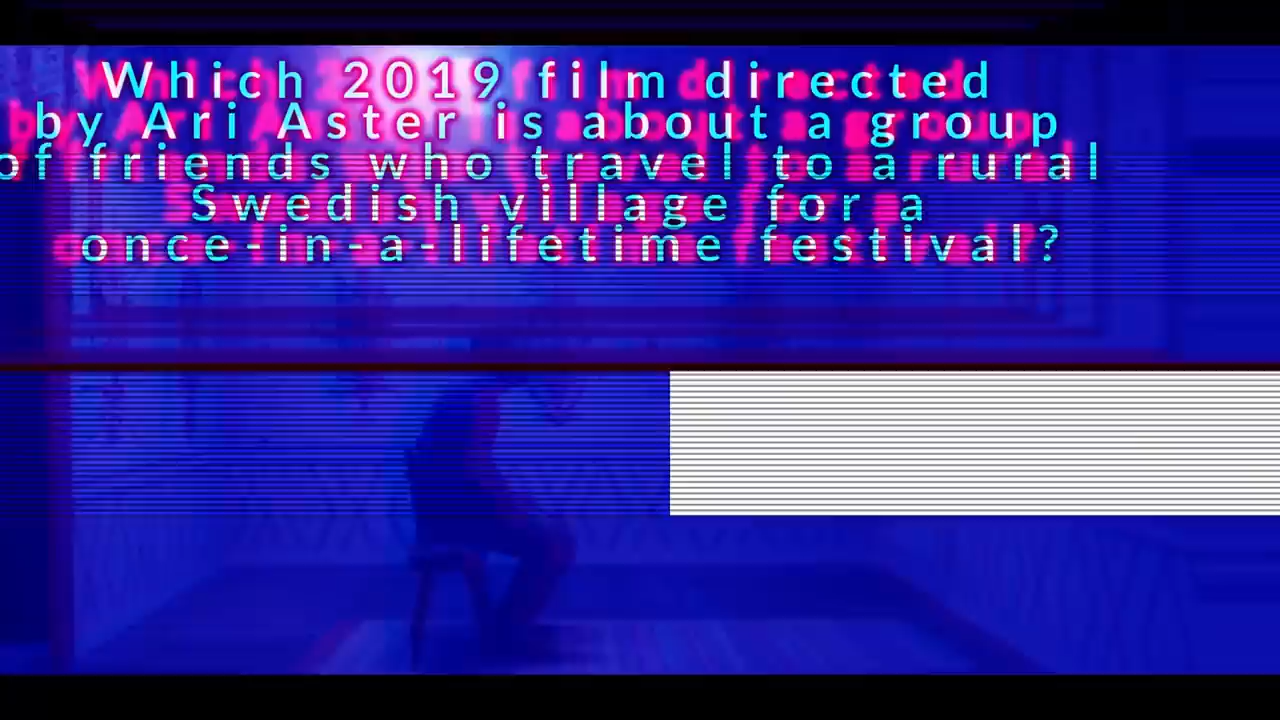 Which 2019 film directed
by Ari Aster is about a group
of friends who travel to a rural
Swedish village for a
once-in-a-lifetime festival?